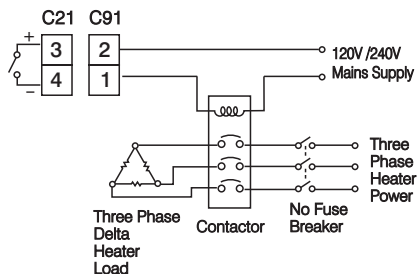 C21 C91
+
3 2
4 1
−
120V /240V
Mains Supply
Three
Phase
Heater
Power
Three Phase
Delta
Heater
Load
Contactor
No Fuse
Breaker